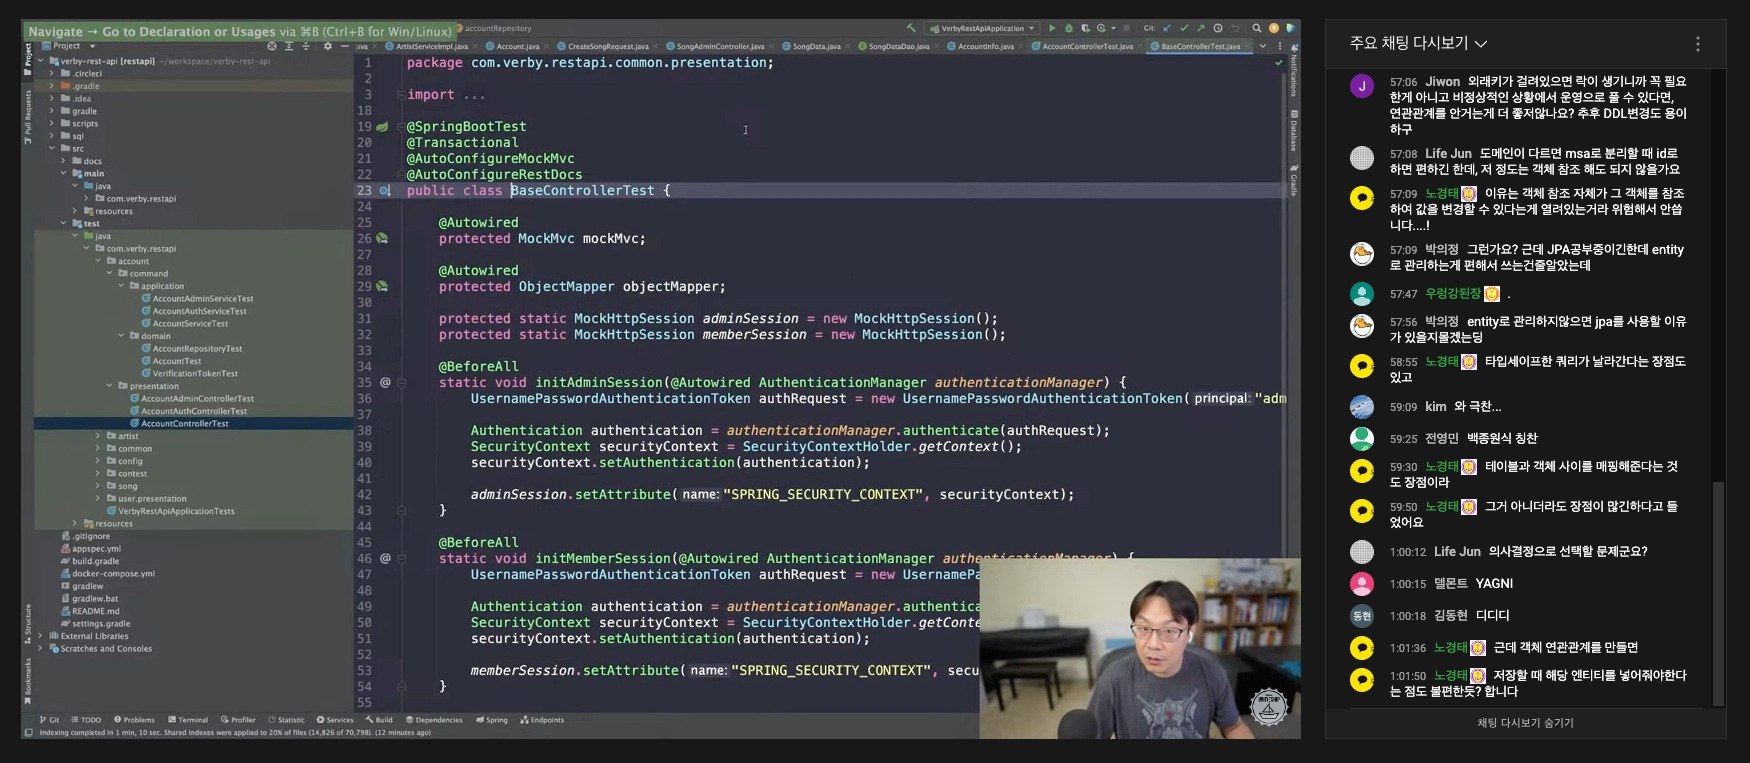 Navigate → Go to Declaration or Usages via ⌘B (Ctrl+B for Win/Linux)
accountRepository
VerbyRestApiApplication
Git:
Project
ArtistServiceImpl.java
Account.java
CreateSongRequest.java
SongAdminController.java
SongData.java
SongDataDao.java
AccountInfo.java
AccountControllerTest.java
BaseControllerTest.java
Project
Pull Requests
Structure
Bookmarks
verby-rest-api [restapi] ~/workspace/verby-rest-api
.circleci
.gradle
.idea
gradle
scripts
sql
src
docs
main
java
com.verby.restapi
resources
test
java
com.verby.restapi
account
command
application
AccountAdminServiceTest
AccountAuthServiceTest
AccountServiceTest
domain
AccountRepositoryTest
AccountTest
VerificationTokenTest
presentation
AccountAdminControllerTest
AccountAuthControllerTest
AccountControllerTest
artist
common
config
contest
song
user.presentation
VerbyRestApiApplicationTests
resources
.gitignore
appspec.yml
build.gradle
docker-compose.yml
gradlew
gradlew.bat
README.md
settings.gradle
External Libraries
Scratches and Consoles
1 package com.verby.restapi.common.presentation;
2
3 import ...
18
19 @SpringBootTest
20 @Transactional
21 @AutoConfigureMockMvc
22 @AutoConfigureRestDocs
23 public class BaseControllerTest {
24
25 @Autowired
26 protected MockMvc mockMvc;
27
28 @Autowired
29 protected ObjectMapper objectMapper;
30
31 protected static MockHttpSession adminSession = new MockHttpSession();
32 protected static MockHttpSession memberSession = new MockHttpSession();
33
34 @BeforeAll
35 @ static void initAdminSession(@Autowired AuthenticationManager authenticationManager) {
36 UsernamePasswordAuthenticationToken authRequest = new UsernamePasswordAuthenticationToken( principal: "adm
37
38 Authentication authentication = authenticationManager.authenticate(authRequest);
39 SecurityContext securityContext = SecurityContextHolder.getContext();
40 securityContext.setAuthentication(authentication);
41
42 adminSession.setAttribute( name: "SPRING_SECURITY_CONTEXT", securityContext);
43 }
44
45 @BeforeAll
46 @ static void initMemberSession(@Autowired AuthenticationManager authenticationManager) {
47 UsernamePasswordAuthenticationToken authRequest = new UsernamePa
48
49 Authentication authentication = authenticationManager.authentica
50 SecurityContext securityContext = SecurityContextHolder.getConte
51 securityContext.setAuthentication(authentication);
52
53 memberSession.setAttribute( name: "SPRING_SECURITY_CONTEXT", secu
54 }
55
Notifications
Database
Gradle
Git TODO Problems Terminal Profiler Statistic Services Build Dependencies Spring Endpoints
Indexing completed in 1 min, 10 sec. Shared indexes were applied to 20% of files (14,826 of 70,798). (12 minutes ago)
주요 채팅 다시보기
J 57:06 Jiwon 외래키가 걸려있으면 락이 생기니까 꼭 필요
한게 아니고 비정상적인 상황에서 운영으로 풀 수 있다면,
연관관계를 안거는게 더 좋저않나요? 추후 DDL변경도 용이
하구
57:08 Life Jun 도메인이 다르면 msa로 분리할 때 id로
하면 편하긴 한데, 저 정도는 객체 참조 해도 되지 않을까요
57:09 노경태 이유는 객체 참조 자체가 그 객체를 참조
하여 값을 변경할 수 있다는게 열려있는거라 위험해서 안씁
니다....!
57:09 박의정 그런가요? 근데 JPA공부중이긴한데 entity
로 관리하는게 편해서 쓰는건줄알았는데
57:47 우렁강된장 .
57:56 박의정 entity로 관리하지않으면 jpa를 사용할 이유
가 있을지몰겠는딩
58:55 노경태 타입세이프한 쿼리가 날라간다는 장점도
있고
59:09 kim 와 극찬...
59:25 전영민 백종원식 칭찬
59:30 노경태 테이블과 객체 사이를 매핑해준다는 것
도 장점이라
59:50 노경태 그거 아니더라도 장점이 많긴하다고 들
었어요
1:00:12 Life Jun 의사결정으로 선택할 문제군요?
1:00:15 델몬트 YAGNI
동현 1:00:18 김동현 디디디
1:01:36 노경태 근데 객체 연관관계를 만들면
1:01:50 노경태 저장할 때 해당 엔티티를 넣어줘야한다
는 점도 불편한듯? 합니다
채팅 다시보기 숨기기